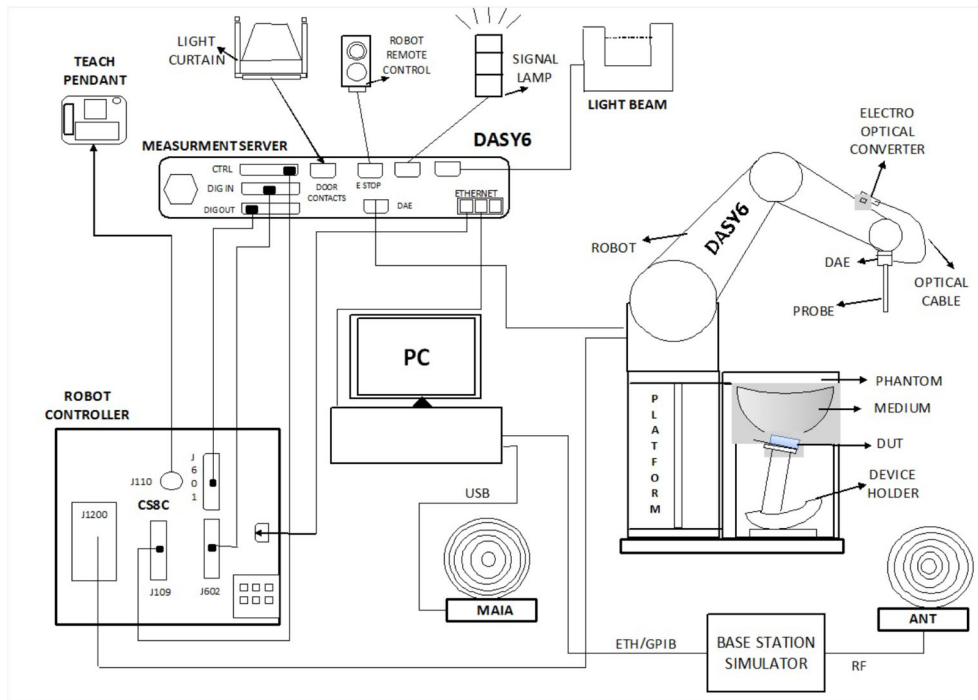 LIGHT
CURTAIN
ROBOT
REMOTE
CONTROL
SIGNAL
LAMP
LIGHT BEAM
TEACH
PENDANT
MEASURMENT SERVER
DASY6
CTRL
DIG IN
DIG OUT
DOOR
CONTACTS
E STOP
DAE
ETHERNET
ELECTRO
OPTICAL
CONVERTER
ROBOT
DASY6
DAE
OPTICAL
CABLE
PROBE
PC
PLATFORM
PHANTOM
MEDIUM
DUT
DEVICE
HOLDER
ROBOT
CONTROLLER
J110
J601
CS8C
J1200
J109
J602
USB
MAIA
ETH/GPIB
BASE STATION
SIMULATOR
RF
ANT